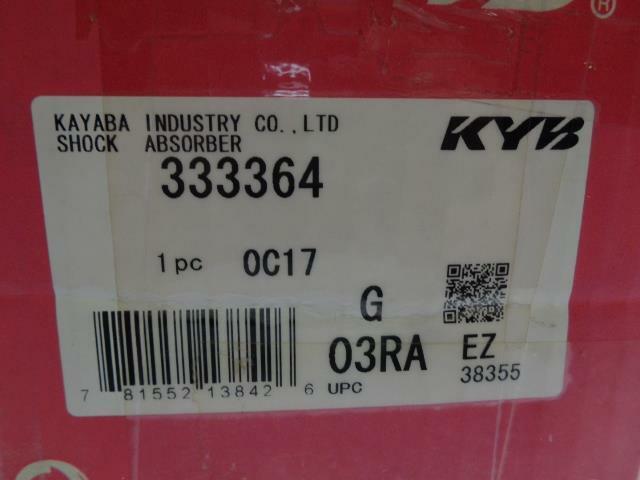 KAYABA INDUSTRY CO.,LTD
KYB
SHOCK ABSORBER
333364
1pc 0C17
G
03RA EZ
38355
7 81552 13842 6 UPC
®